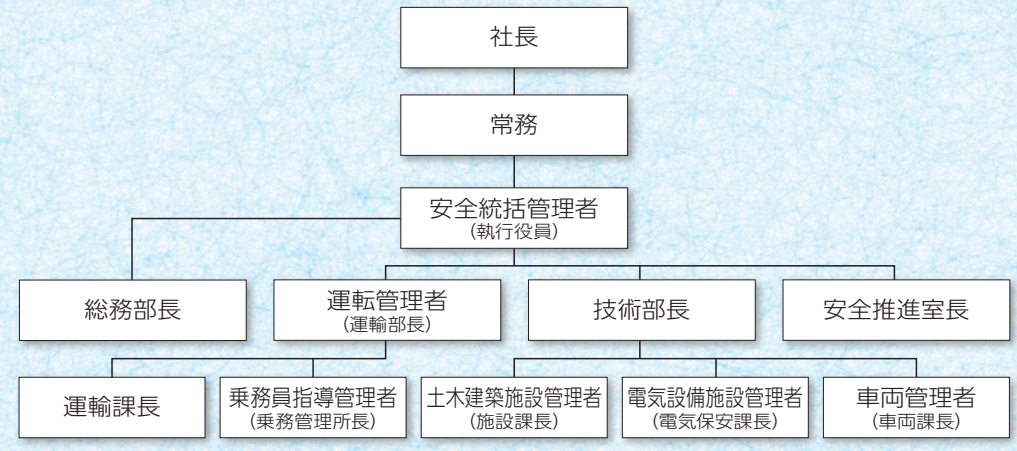 社長
常務
安全統括管理者
(執行役員)
総務部長
運転管理者
(運輸部長)
技術部長
安全推進室長
運輸課長
乗務員指導管理者
(乗務管理所長)
土木建築施設管理者
(施設課長)
電気設備施設管理者
(電気保安課長)
車両管理者
(車両課長)